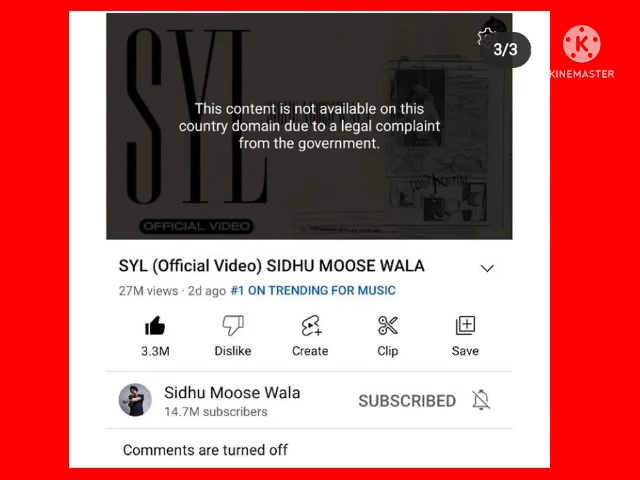 SYL
3/3
KINEMASTER
This content is not available on this
country domain due to a legal complaint
from the government.
CONFIDENTIAL
OFFICIAL VIDEO
SYL (Official Video) SIDHU MOOSE WALA
27M views · 2d ago #1 ON TRENDING FOR MUSIC
3.3M Dislike Create Clip Save
Sidhu Moose Wala SUBSCRIBED
14.7M subscribers
Comments are turned off